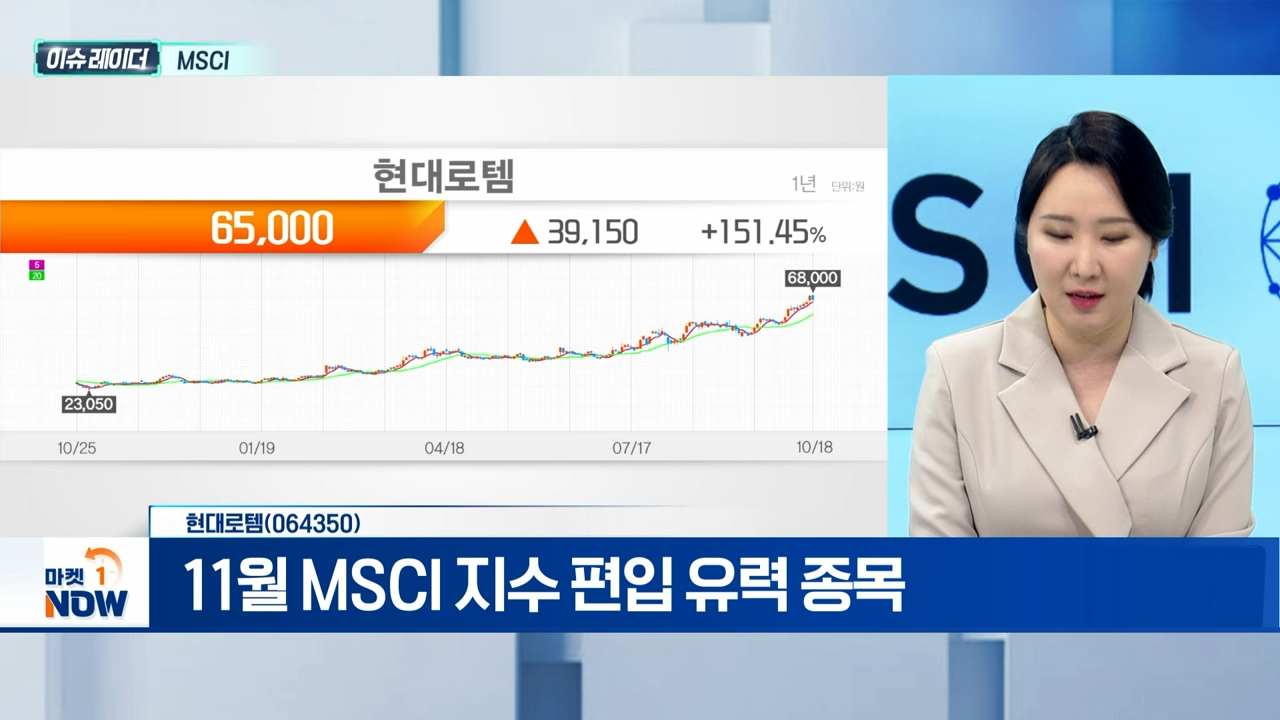 이슈레이더 MSCI
현대로템
1년 단위:원
65,000 ▲ 39,150 +151.45%
5
20
68,000
23,050
10/25 01/19 04/18 07/17 10/18
S I
현대로템(064350)
마켓 1
NOW
11월 MSCI 지수 편입 유력 종목